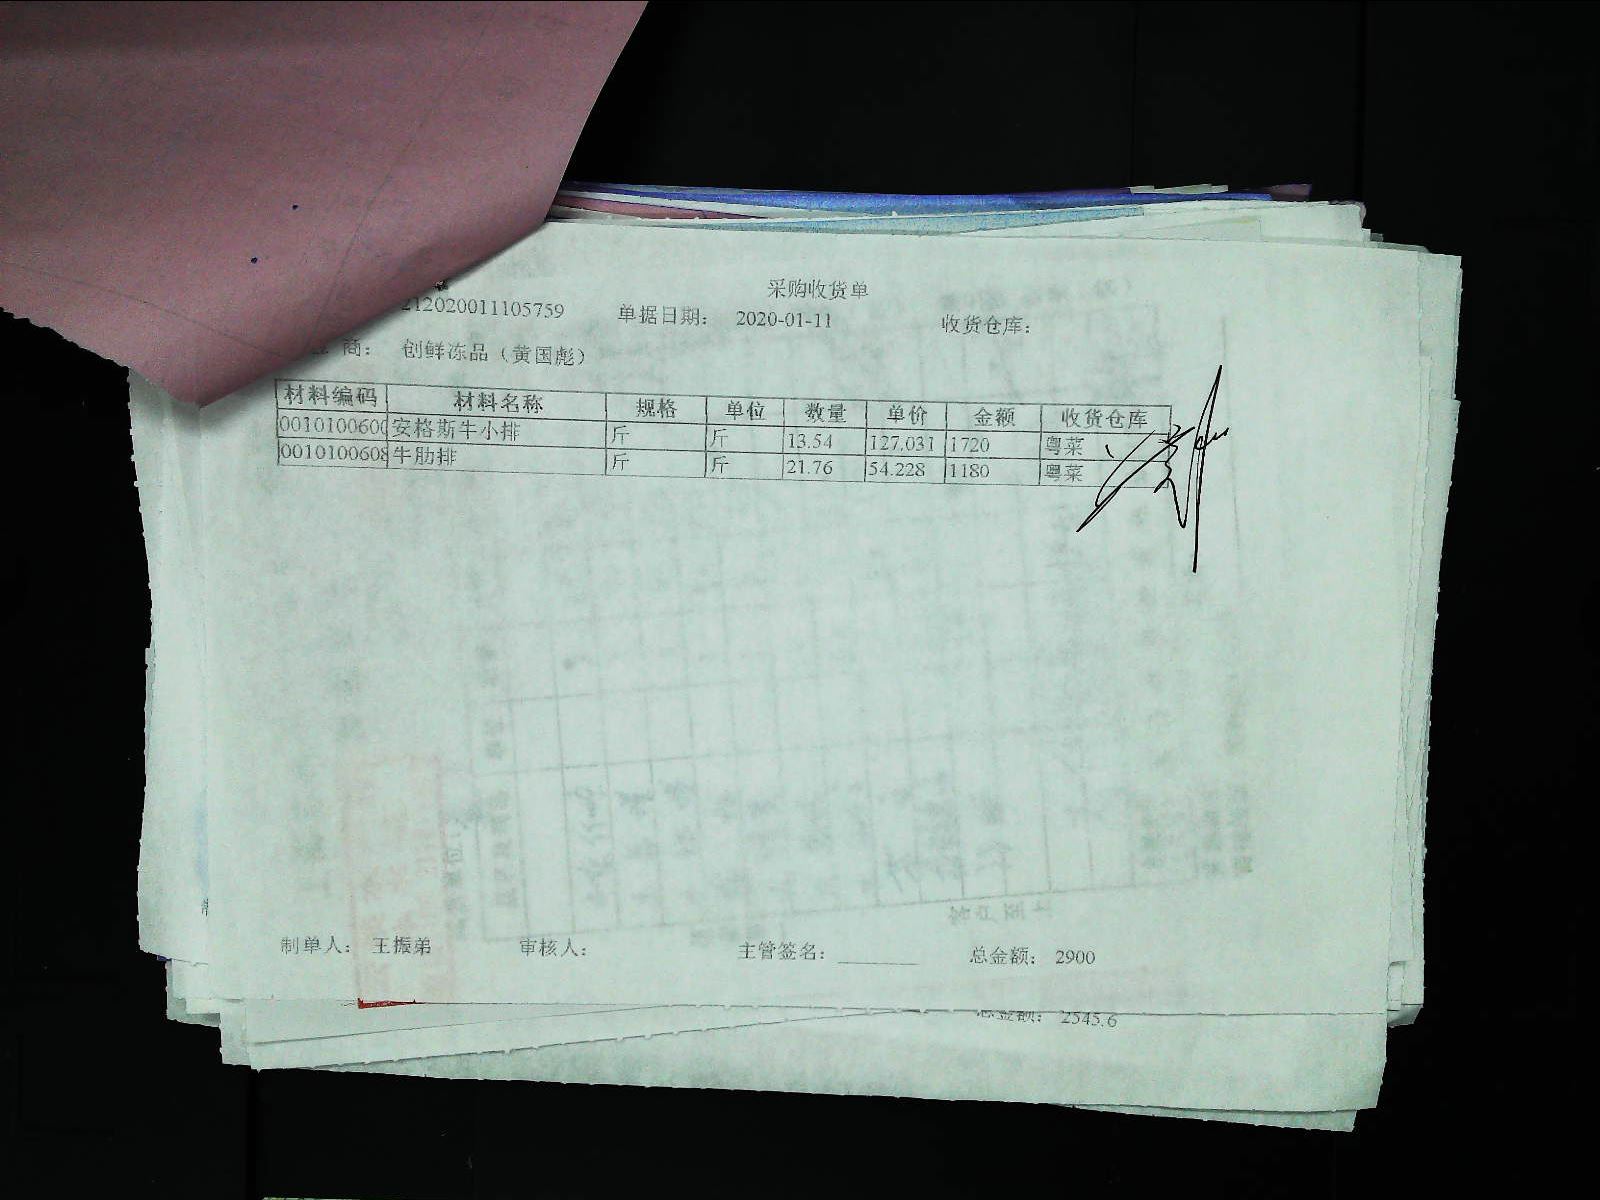 采购收货单
212020011105759 单据日期： 2020-01-11 收货仓库：
商： 创鲜冻品（黄国彪）
材料编码 材料名称 规格 单位 数量 单价 金额 收货仓库
0010100600 安格斯牛小排 斤 斤 13.54 127.031 1720 粤菜
0010100608 牛肋排 斤 斤 21.76 54.228 1180 粤菜
制单人： 王振弟 审核人： 主管签名： 总金额： 2900
总金额： 2545.6